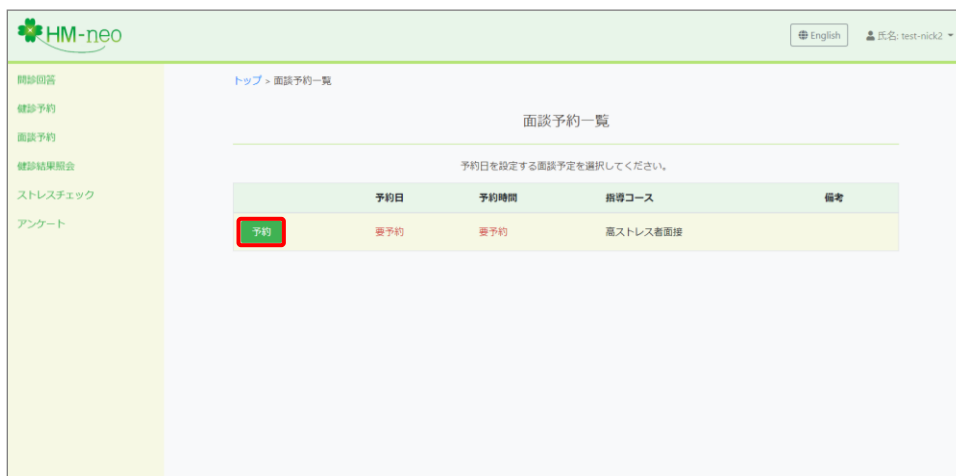 HM-neo
English
氏名: test-nick2
問診回答
健診予約
面談予約
健診結果照会
ストレスチェック
アンケート
トップ > 面談予約一覧
面談予約一覧
予約日を設定する面談予定を選択してください。
予約日 予約時間 指導コース 備考
予約 要予約 要予約 高ストレス者面接